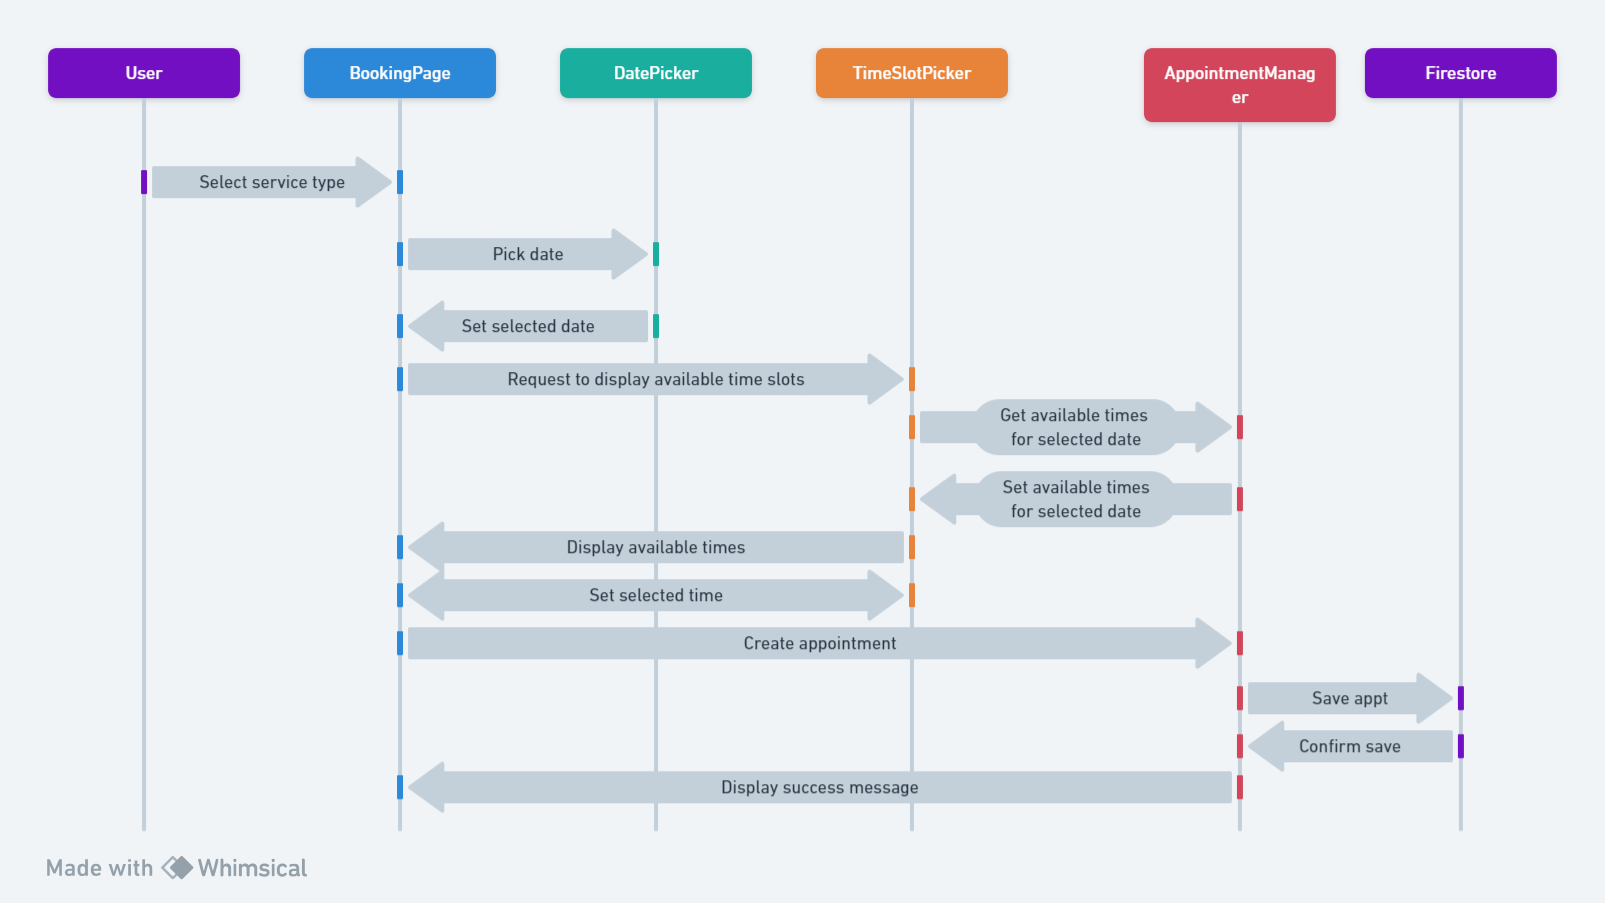 User
BookingPage
DatePicker
TimeSlotPicker
AppointmentManag
er
Firestore
Select service type
Pick date
Set selected date
Request to display available time slots
Get available times
for selected date
Set available times
for selected date
Display available times
Set selected time
Create appointment
Save appt
Confirm save
Display success message
Made with Whimsical